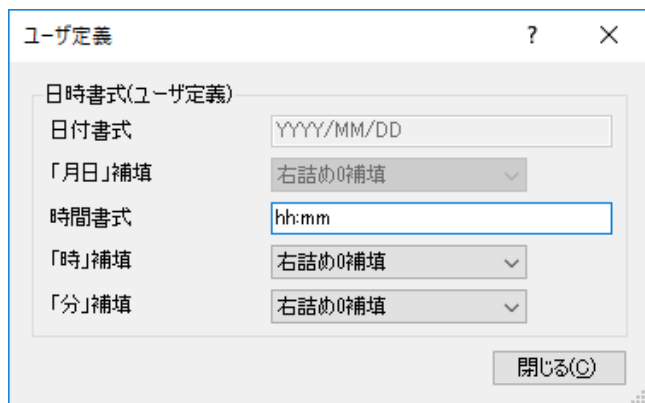 ユーザ定義
?
日時書式(ユーザ定義)
日付書式 YYYY/MM/DD
「月日」補填 右詰め0補填
時間書式 hh:mm
「時」補填 右詰め0補填
「分」補填 右詰め0補填
閉じる(C)